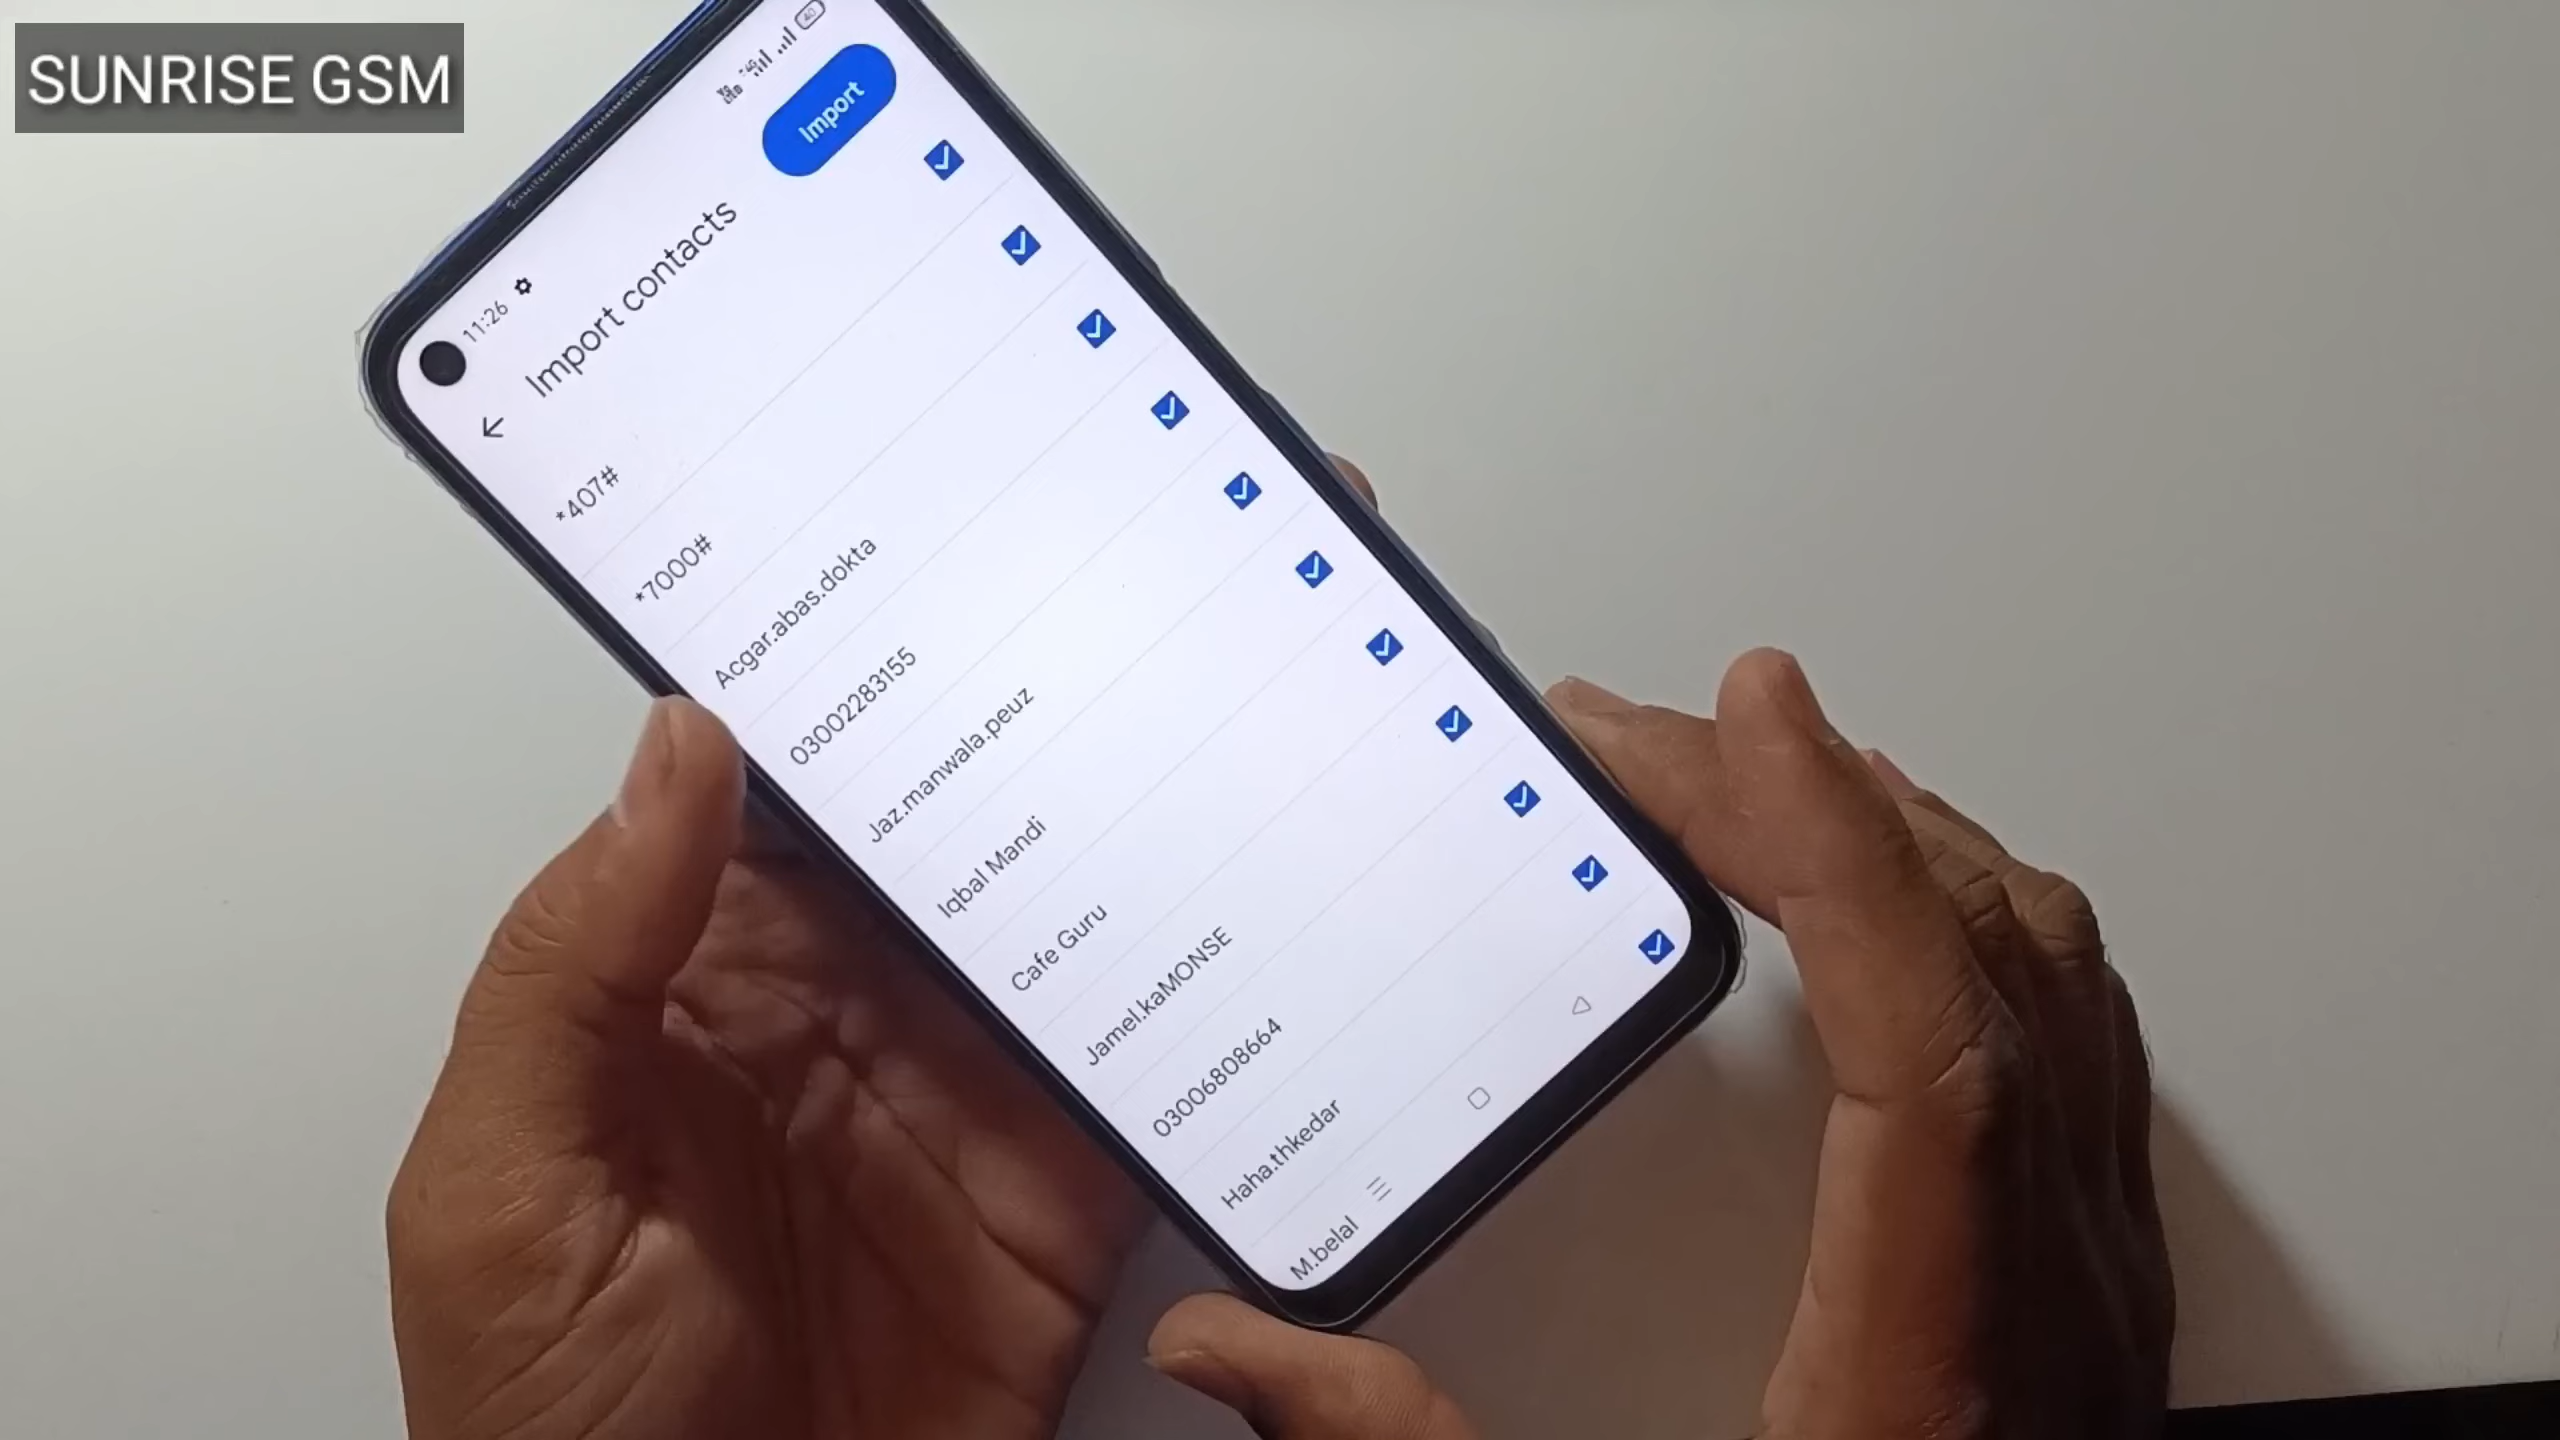 SUNRISE GSM
11:26
Import
Import contacts
*407#
*7000#
Acgar.abas.dokta
03002283155
Jaz.manwala.peuz
Iqbal Mandi
Cafe Guru
Jamel.kaMONSE
03006808664
Haha.thkedar
M.belal